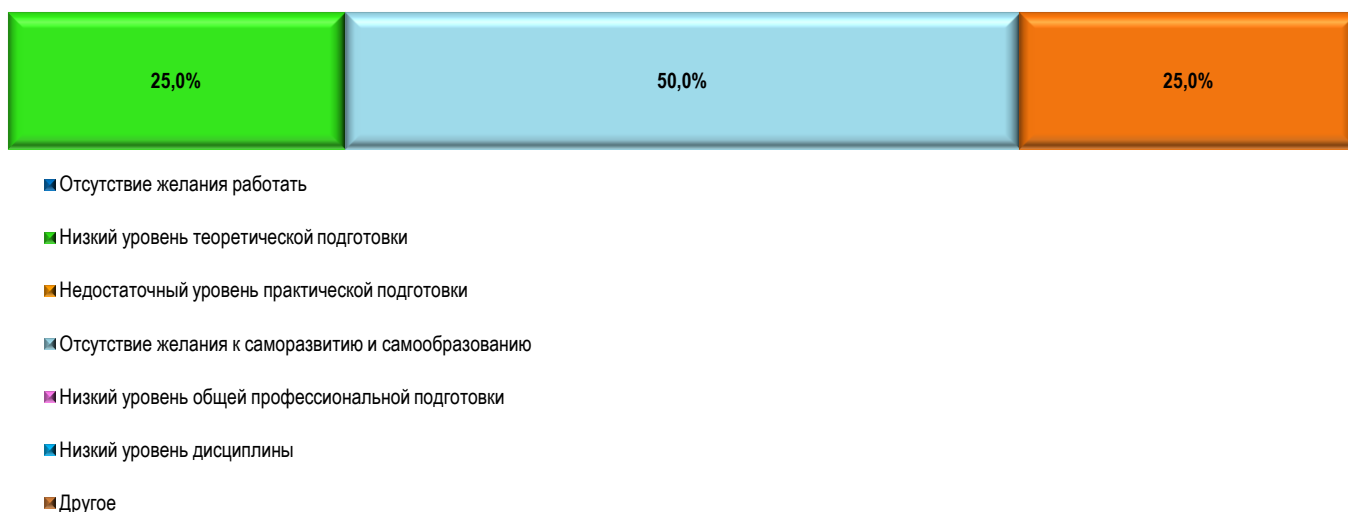 25,0% 50,0% 25,0%
Отсутствие желания работать
Низкий уровень теоретической подготовки
Недостаточный уровень практической подготовки
Отсутствие желания к саморазвитию и самообразованию
Низкий уровень общей профессиональной подготовки
Низкий уровень дисциплины
Другое